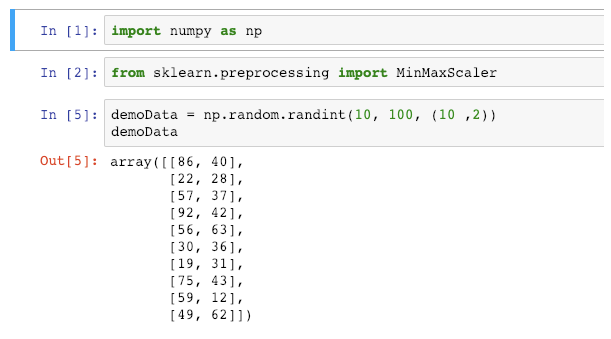 In [1]: import numpy as np
In [2]: from sklearn.preprocessing import MinMaxScaler
In [5]: demoData = np.random.randint(10, 100, (10 ,2))
demoData
Out[5]: array([[86, 40],
[22, 28],
[57, 37],
[92, 42],
[56, 63],
[30, 36],
[19, 31],
[75, 43],
[59, 12],
[49, 62]])